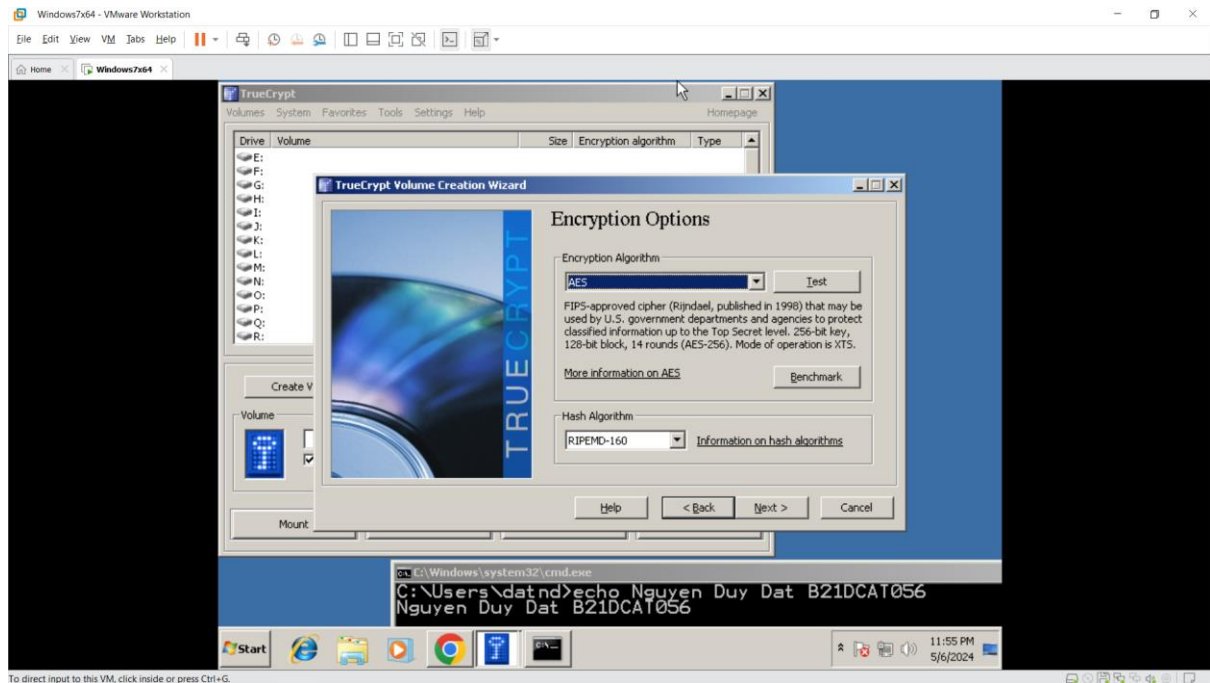 Windows7x64 - VMware Workstation
File Edit View VM Tabs Help
Home Windows7x64
TrueCrypt
Volumes System Favorites Tools Settings Help Homepage
Drive Volume Size Encryption algorithm Type
E:
F:
G:
H:
I:
J:
K:
L:
M:
N:
O:
P:
Q:
R:
Create V
Volume
Mount
TrueCrypt Volume Creation Wizard
TRUECRYPT
Encryption Options
Encryption Algorithm
AES Test
FIPS-approved cipher (Rijndael, published in 1998) that may be
used by U.S. government departments and agencies to protect
classified information up to the Top Secret level. 256-bit key,
128-bit block, 14 rounds (AES-256). Mode of operation is XTS.
More information on AES Benchmark
Hash Algorithm
RIPEMD-160 Information on hash algorithms
Help < Back Next > Cancel
C:\Windows\system32\cmd.exe
C:\Users\datnd>echo Nguyen Duy Dat B21DCAT056
Nguyen Duy Dat B21DCAT056
Start 11:55 PM
5/6/2024
To direct input to this VM, click inside or press Ctrl+G.